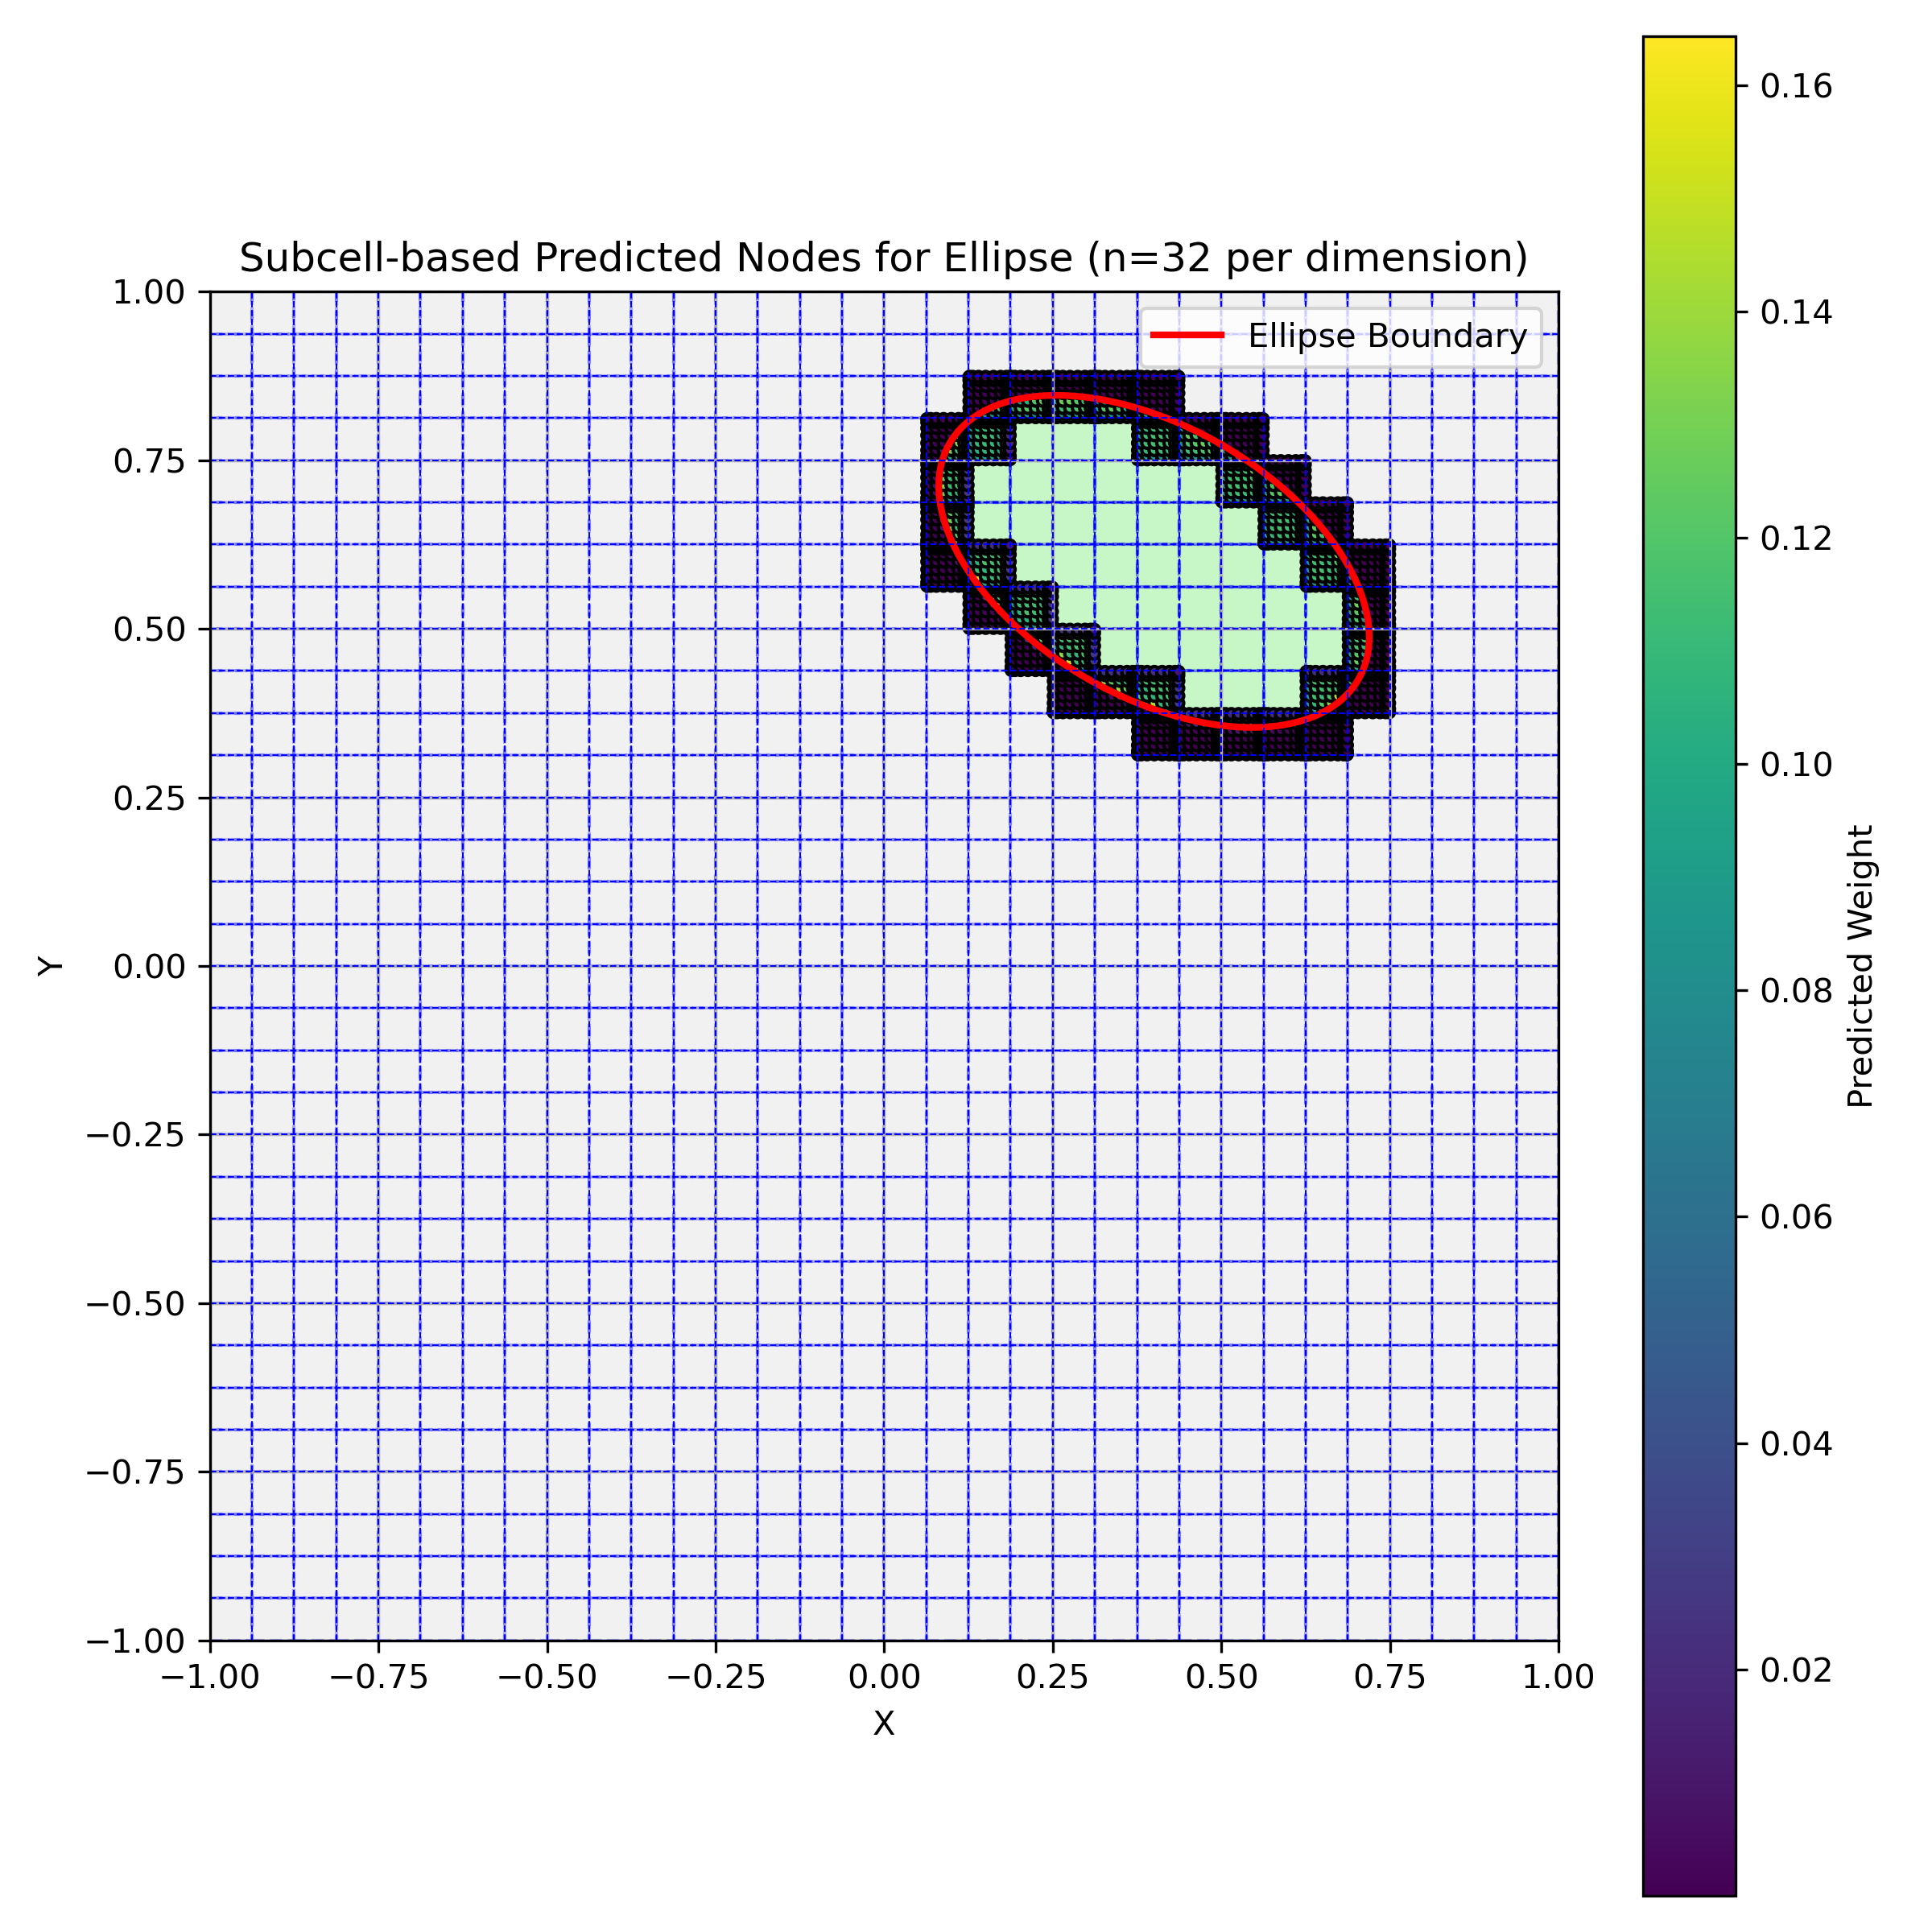 Subcell-based Predicted Nodes for Ellipse (n=32 per dimension)
Ellipse Boundary
1.00
0.75
0.50
0.25
0.00
−0.25
−0.50
−0.75
−1.00
Y
−1.00 −0.75 −0.50 −0.25 0.00 0.25 0.50 0.75 1.00
X
0.16
0.14
0.12
0.10
0.08
0.06
0.04
0.02
Predicted Weight